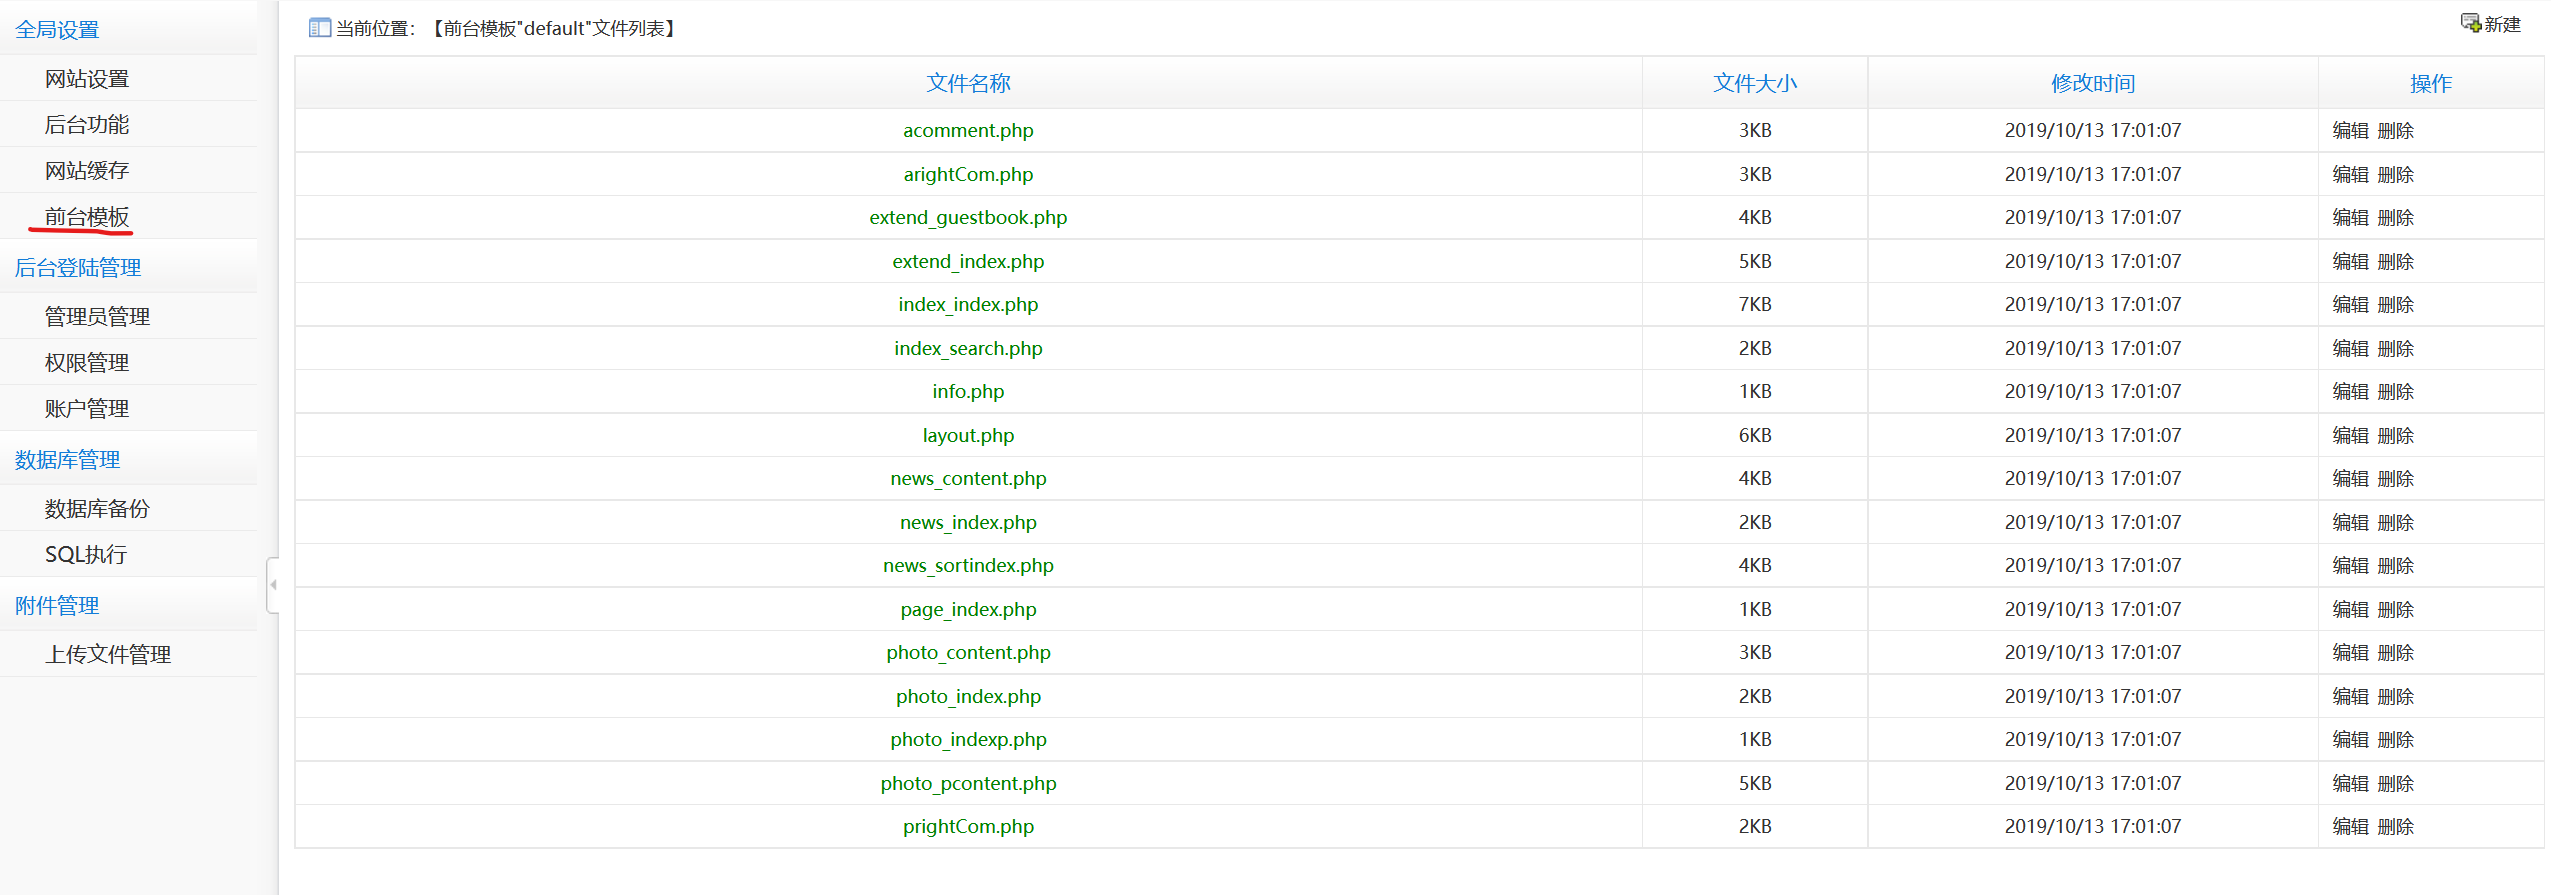 全局设置
网站设置
后台功能
网站缓存
前台模板
后台登陆管理
管理员管理
权限管理
账户管理
数据库管理
数据库备份
SQL执行
附件管理
上传文件管理
当前位置：【前台模板"default"文件列表】
新建
文件名称 文件大小 修改时间 操作
acomment.php 3KB 2019/10/13 17:01:07 编辑 删除
arightCom.php 3KB 2019/10/13 17:01:07 编辑 删除
extend_guestbook.php 4KB 2019/10/13 17:01:07 编辑 删除
extend_index.php 5KB 2019/10/13 17:01:07 编辑 删除
index_index.php 7KB 2019/10/13 17:01:07 编辑 删除
index_search.php 2KB 2019/10/13 17:01:07 编辑 删除
info.php 1KB 2019/10/13 17:01:07 编辑 删除
layout.php 6KB 2019/10/13 17:01:07 编辑 删除
news_content.php 4KB 2019/10/13 17:01:07 编辑 删除
news_index.php 2KB 2019/10/13 17:01:07 编辑 删除
news_sortindex.php 4KB 2019/10/13 17:01:07 编辑 删除
page_index.php 1KB 2019/10/13 17:01:07 编辑 删除
photo_content.php 3KB 2019/10/13 17:01:07 编辑 删除
photo_index.php 2KB 2019/10/13 17:01:07 编辑 删除
photo_indexp.php 1KB 2019/10/13 17:01:07 编辑 删除
photo_pcontent.php 5KB 2019/10/13 17:01:07 编辑 删除
prightCom.php 2KB 2019/10/13 17:01:07 编辑 删除